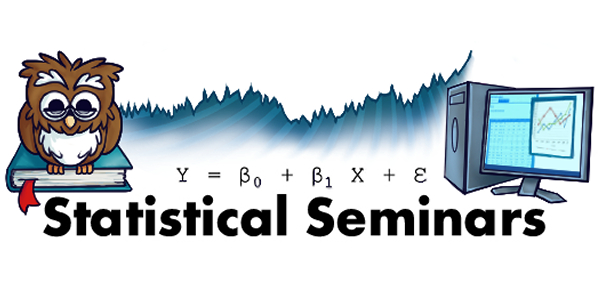 Y = β₀ + β₁ X + ε
Statistical Seminars